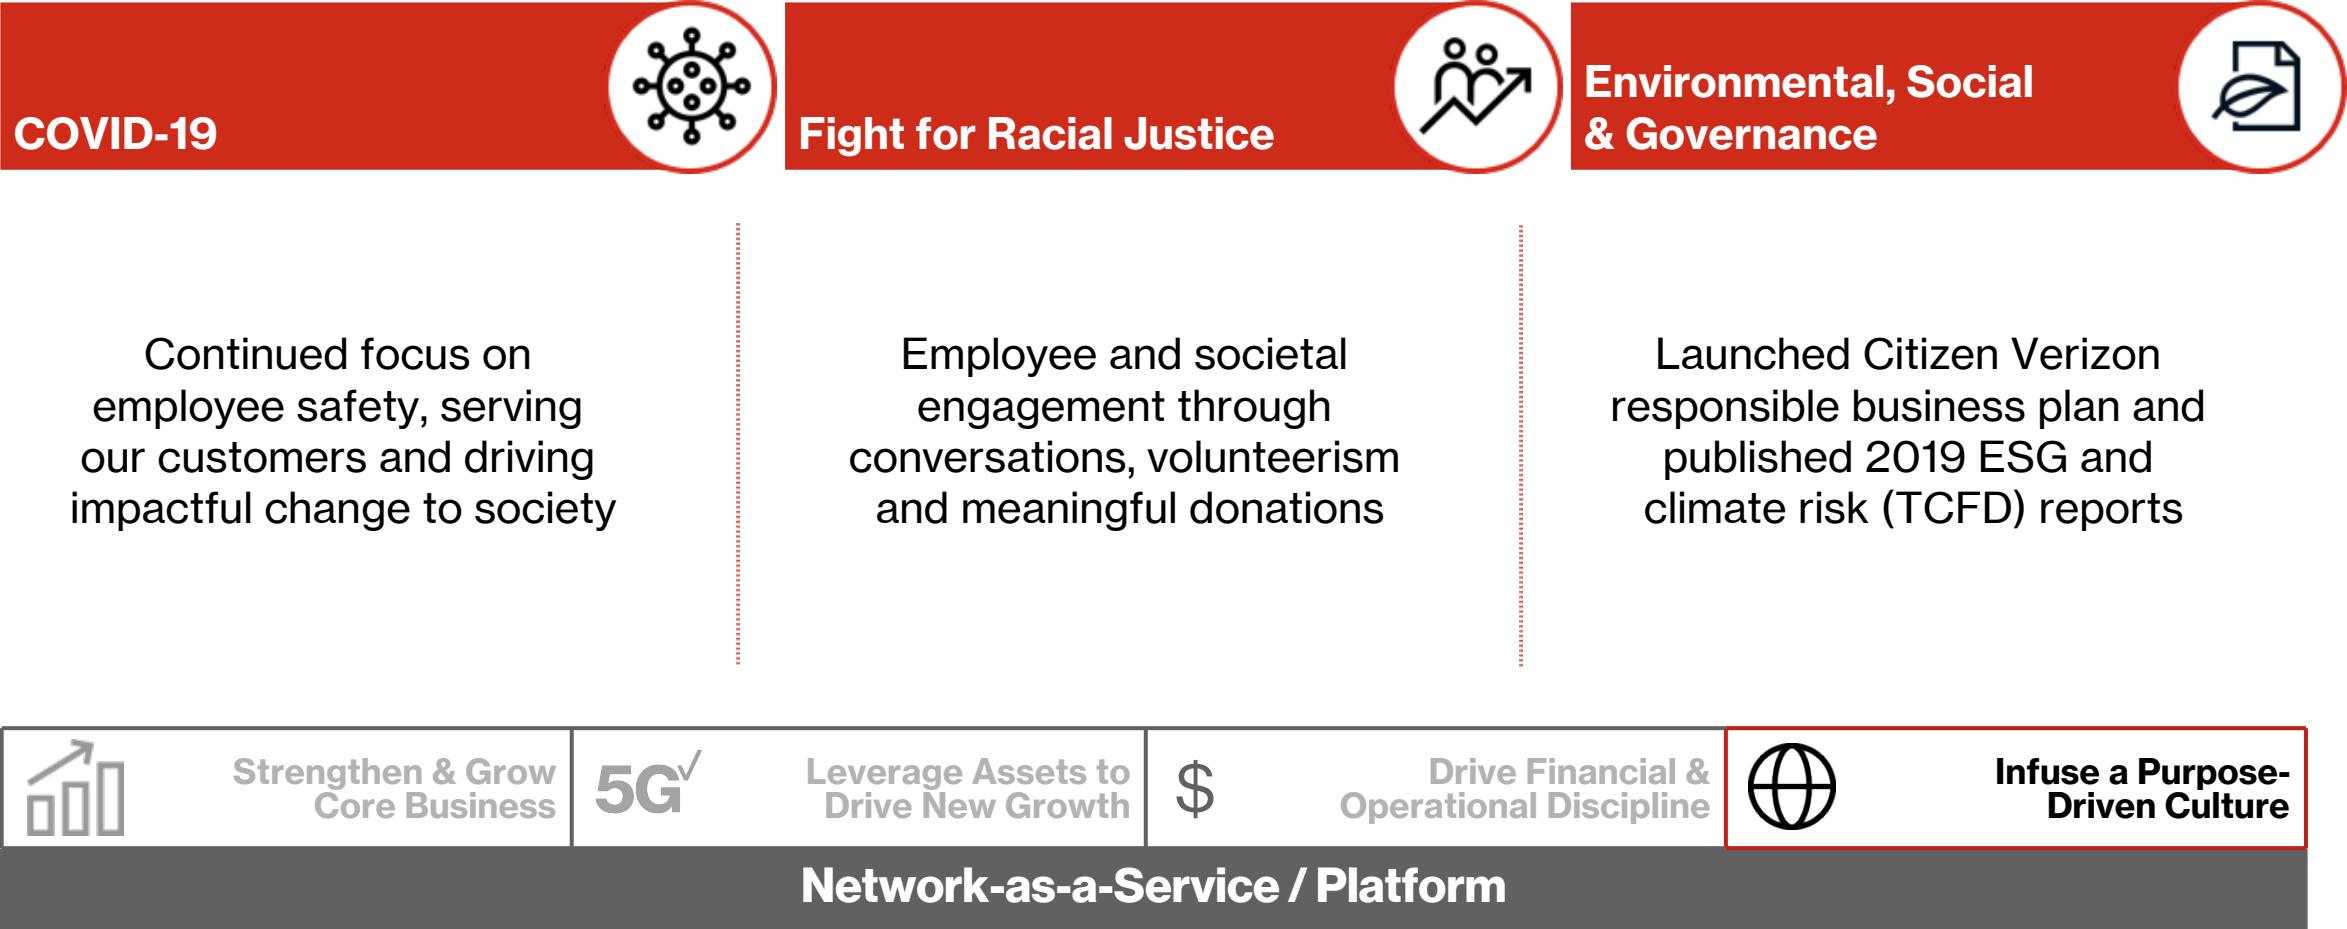 COVID-19
Fight for Racial Justice
Environmental, Social
& Governance
Continued focus on
employee safety, serving
our customers and driving
impactful change to society
Employee and societal
engagement through
conversations, volunteerism
and meaningful donations
Launched Citizen Verizon
responsible business plan and
published 2019 ESG and
climate risk (TCFD) reports
Strengthen & Grow
Core Business
5G✓
Leverage Assets to
Drive New Growth
$
Drive Financial &
Operational Discipline
Infuse a Purpose-
Driven Culture
Network-as-a-Service / Platform